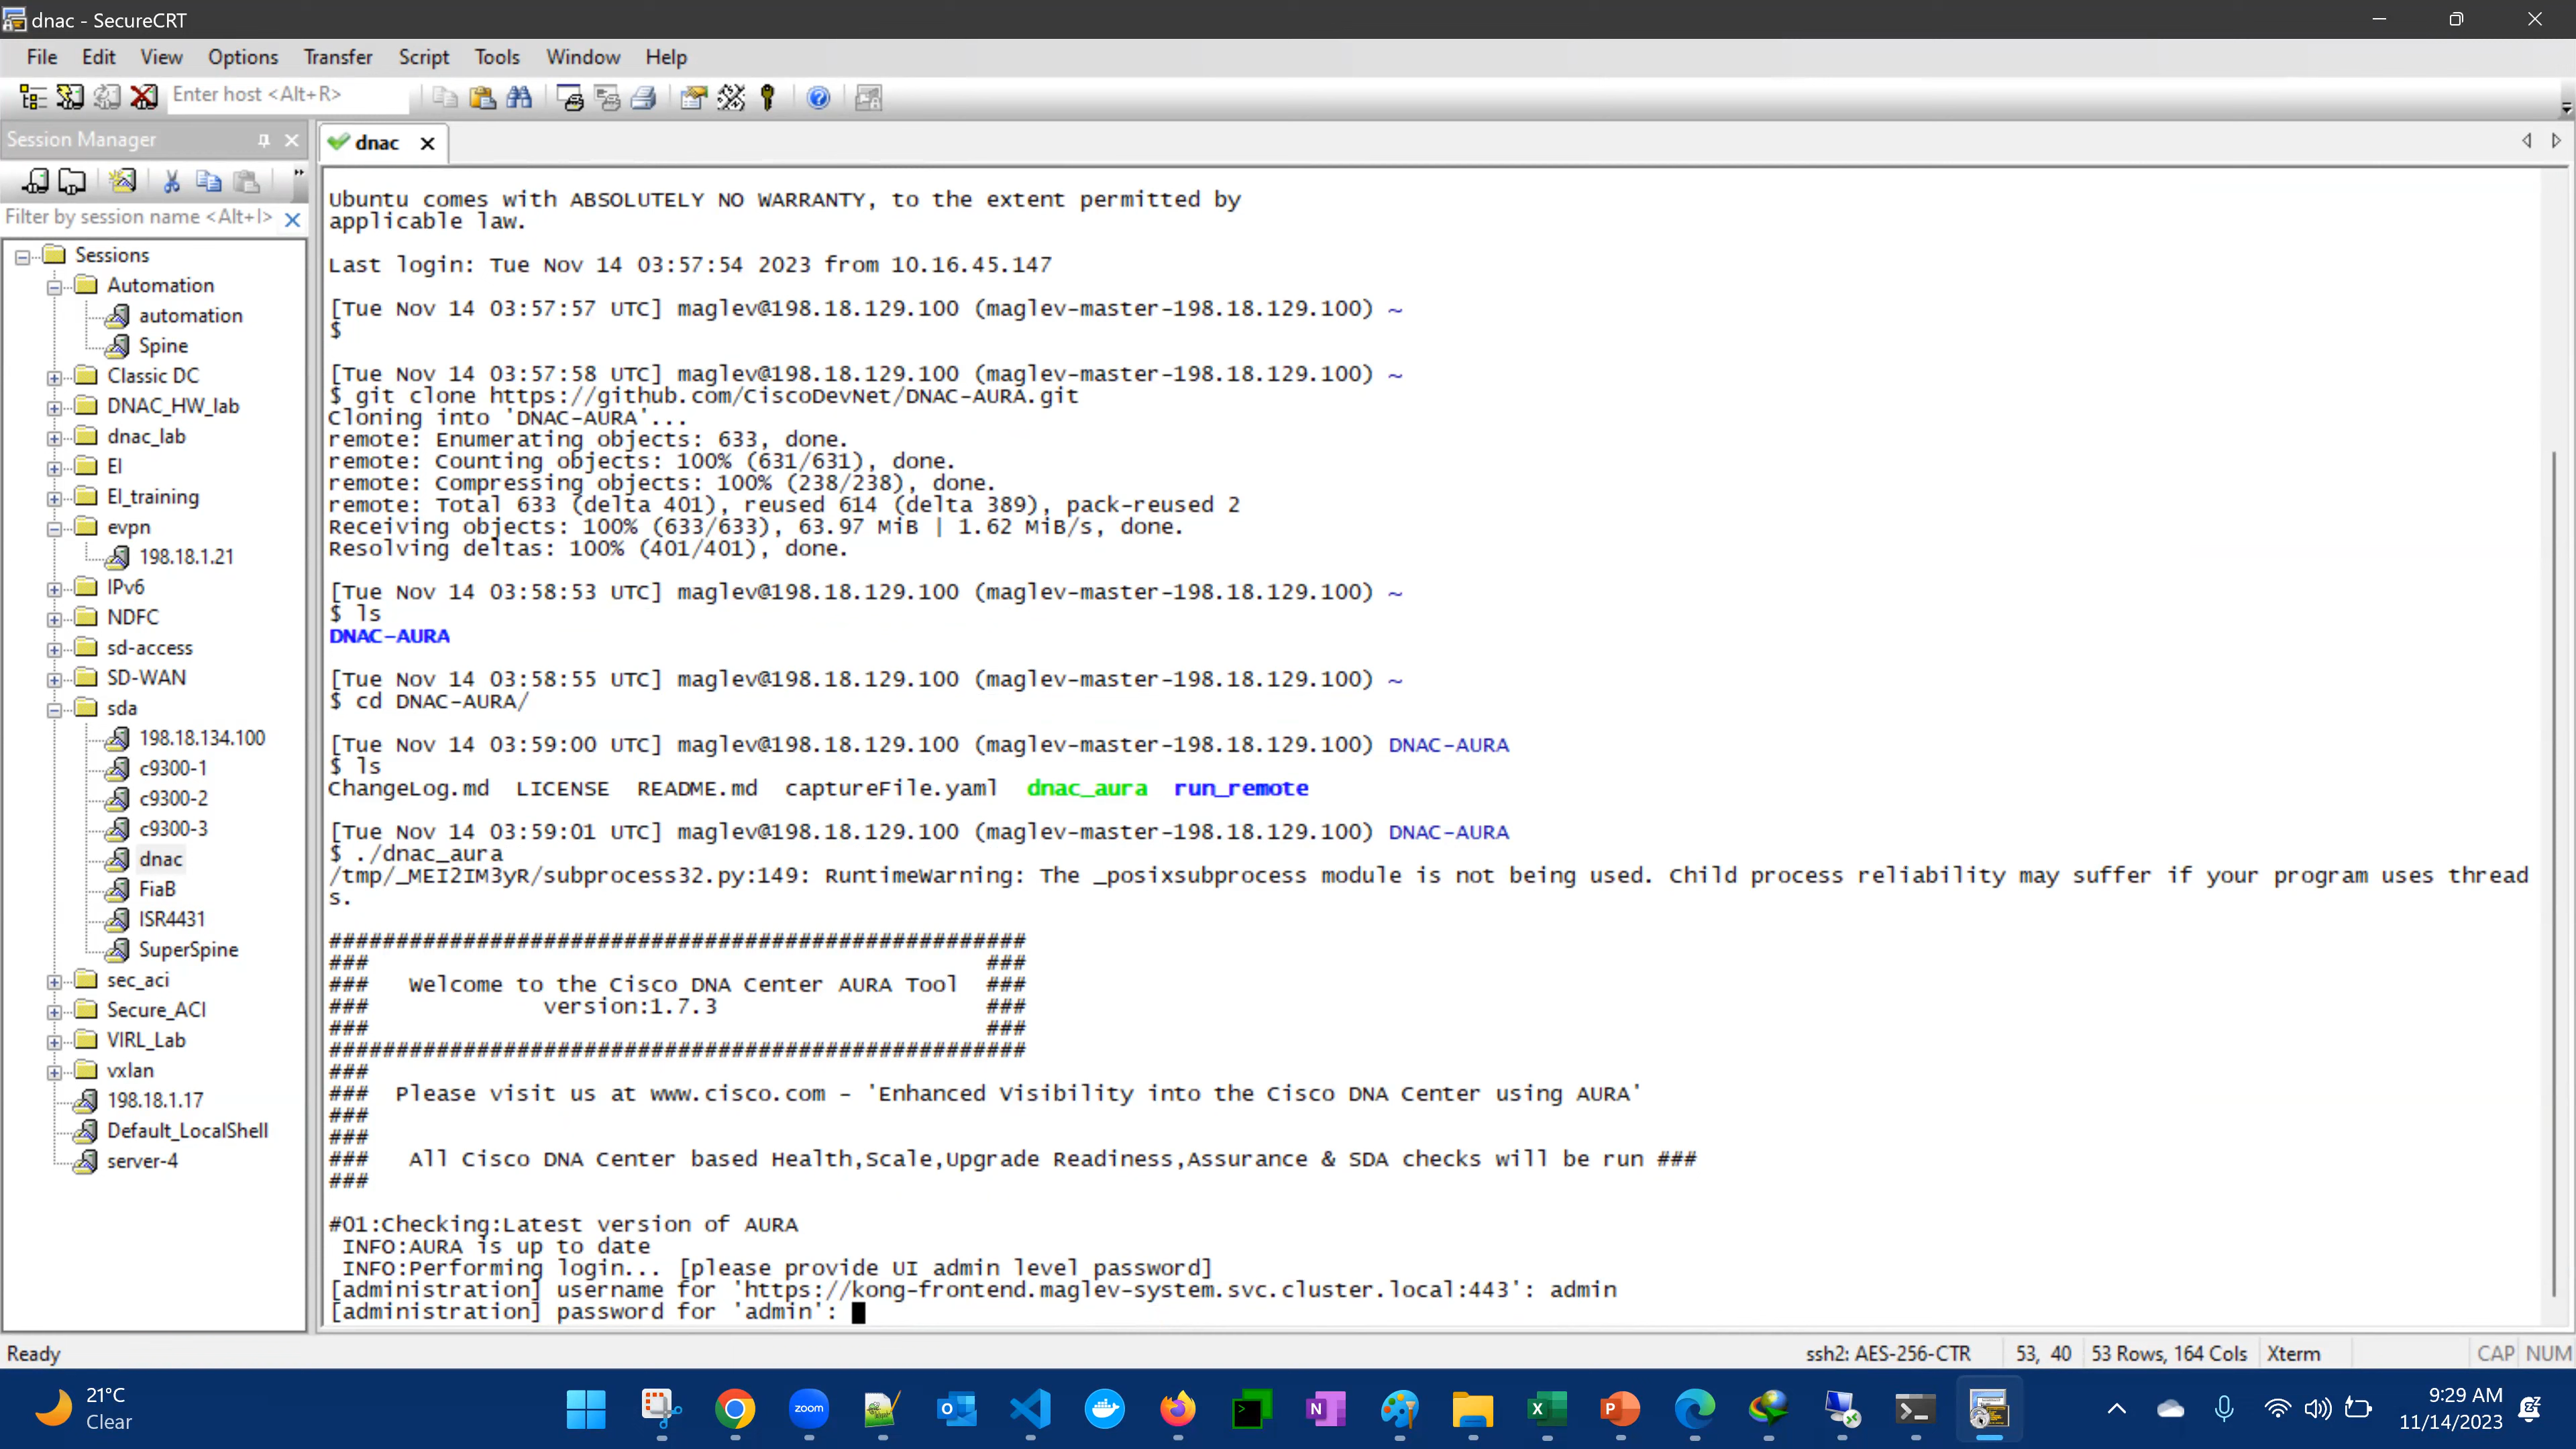 dnac - SecureCRT
File Edit View Options Transfer Script Tools Window Help
Enter host <Alt+R>
Session Manager
dnac
Filter by session name <Alt+I>
Sessions
Automation
automation
Spine
Classic DC
DNAC_HW_lab
dnac_lab
EI
EI_training
evpn
198.18.1.21
IPv6
NDFC
sd-access
SD-WAN
sda
198.18.134.100
c9300-1
c9300-2
c9300-3
dnac
FiaB
ISR4431
SuperSpine
sec_aci
Secure_ACI
VIRL_Lab
vxlan
198.18.1.17
Default_LocalShell
server-4
Ubuntu comes with ABSOLUTELY NO WARRANTY, to the extent permitted by
applicable law.
Last login: Tue Nov 14 03:57:54 2023 from 10.16.45.147
[Tue Nov 14 03:57:57 UTC] maglev@198.18.129.100 (maglev-master-198.18.129.100) ~
$
[Tue Nov 14 03:57:58 UTC] maglev@198.18.129.100 (maglev-master-198.18.129.100) ~
$ git clone https://github.com/CiscoDevNet/DNAC-AURA.git
Cloning into 'DNAC-AURA'...
remote: Enumerating objects: 633, done.
remote: Counting objects: 100% (631/631), done.
remote: Compressing objects: 100% (238/238), done.
remote: Total 633 (delta 401), reused 614 (delta 389), pack-reused 2
Receiving objects: 100% (633/633), 63.97 MiB | 1.62 MiB/s, done.
Resolving deltas: 100% (401/401), done.
[Tue Nov 14 03:58:53 UTC] maglev@198.18.129.100 (maglev-master-198.18.129.100) ~
$ ls
DNAC-AURA
[Tue Nov 14 03:58:55 UTC] maglev@198.18.129.100 (maglev-master-198.18.129.100) ~
$ cd DNAC-AURA/
[Tue Nov 14 03:59:00 UTC] maglev@198.18.129.100 (maglev-master-198.18.129.100) DNAC-AURA
$ ls
ChangeLog.md LICENSE README.md captureFile.yaml dnac_aura run_remote
[Tue Nov 14 03:59:01 UTC] maglev@198.18.129.100 (maglev-master-198.18.129.100) DNAC-AURA
$ ./dnac_aura
/tmp/_MEI2IM3yR/subprocess32.py:149: RuntimeWarning: The _posixsubprocess module is not being used. Child process reliability may suffer if your program uses thread
s.
####################################################
### ###
### Welcome to the Cisco DNA Center AURA Tool ###
### version:1.7.3 ###
### ###
####################################################
###
### Please visit us at www.cisco.com - 'Enhanced Visibility into the Cisco DNA Center using AURA'
###
###
### All Cisco DNA Center based Health,Scale,Upgrade Readiness,Assurance & SDA checks will be run ###
###
#01:Checking:Latest version of AURA
INFO:AURA is up to date
INFO:Performing login... [please provide UI admin level password]
[administration] username for 'https://kong-frontend.maglev-system.svc.cluster.local:443': admin
[administration] password for 'admin':
Ready
ssh2: AES-256-CTR 53, 40 53 Rows, 164 Cols Xterm CAP NUM
21°C
Clear
zoom
9:29 AM
11/14/2023